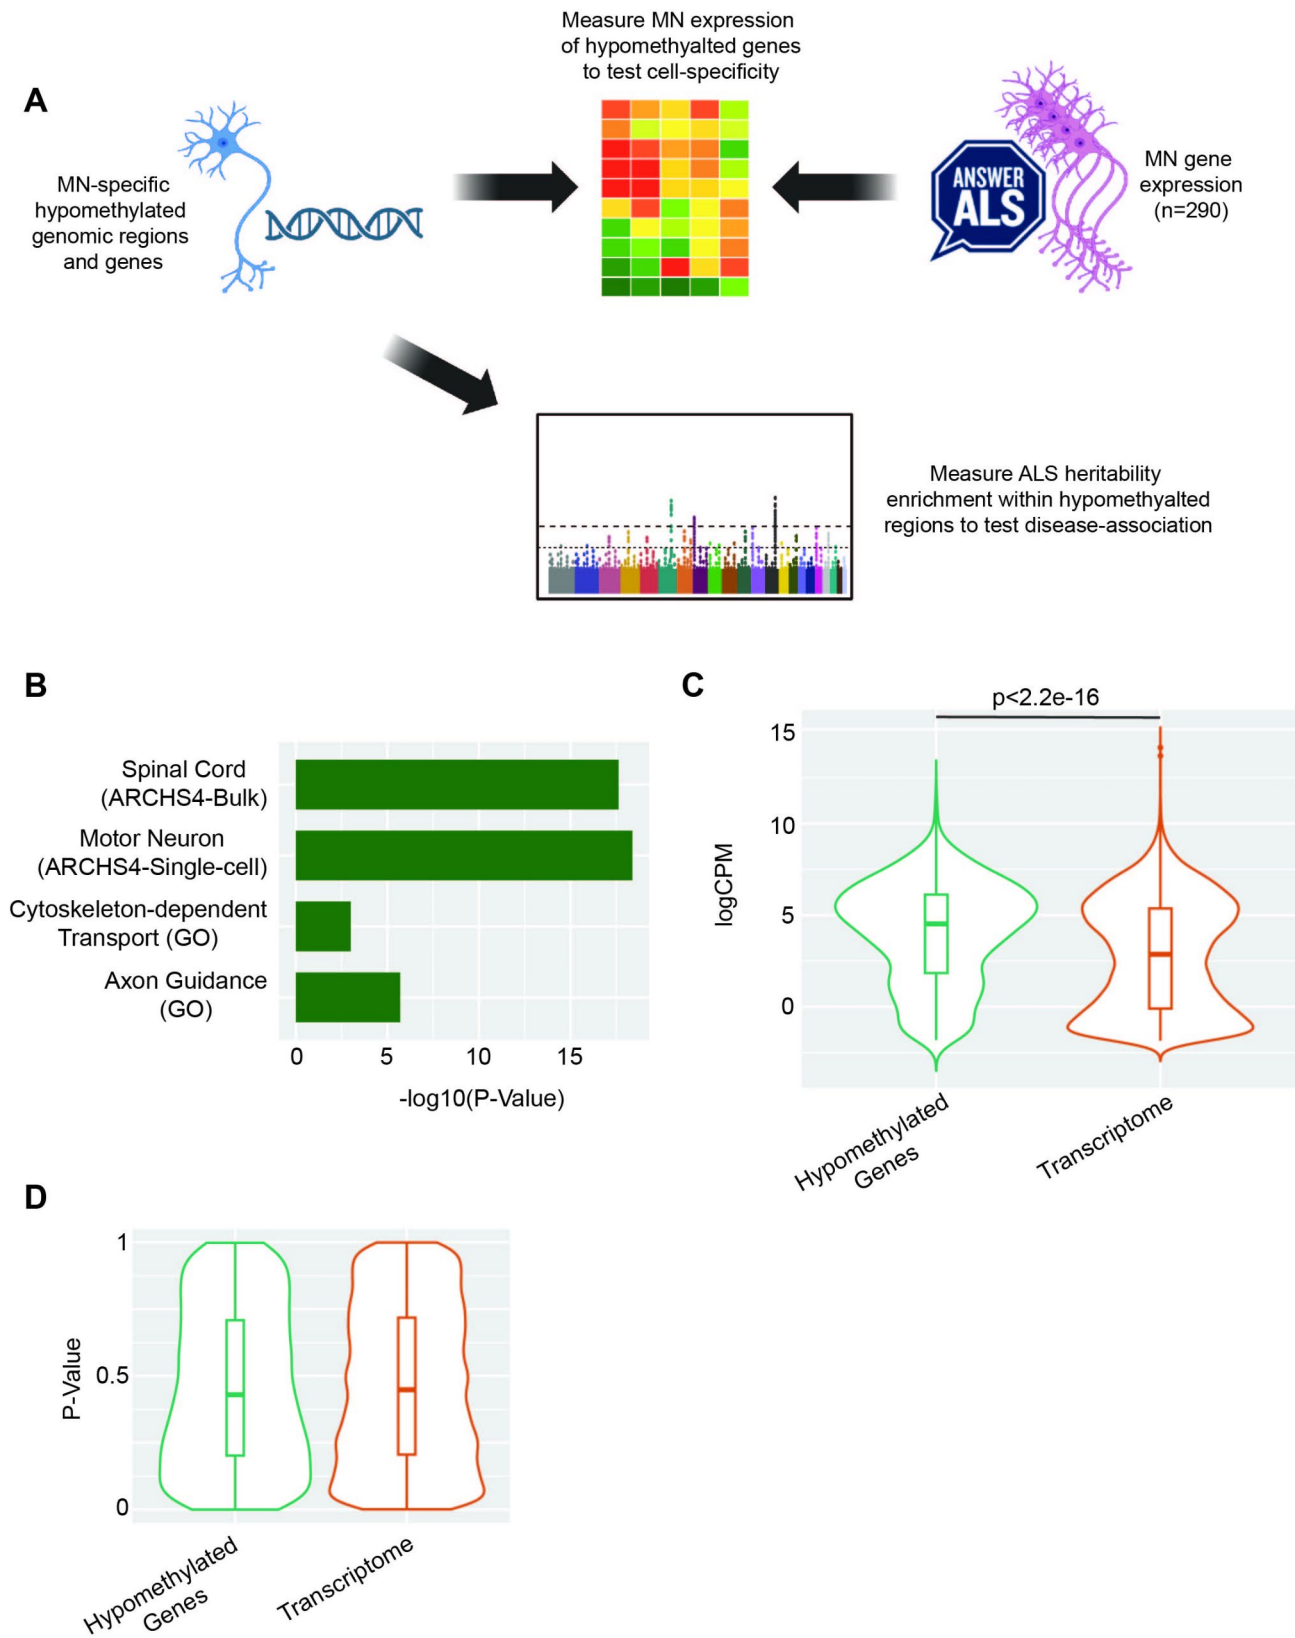 Measure MN expression
of hypomethyalted genes
to test cell-specificity
A
MN-specific
hypomethylated
genomic regions
and genes
ANSWER
ALS
MN gene
expression
(n=290)
Measure ALS heritability
enrichment within hypomethyalted
regions to test disease-association
B
Spinal Cord
(ARCHS4-Bulk)
Motor Neuron
(ARCHS4-Single-cell)
Cytoskeleton-dependent
Transport (GO)
Axon Guidance
(GO)
0 5 10 15
-log10(P-Value)
C
p<2.2e-16
15
10
5
0
logCPM
Hypomethylated
Genes
Transcriptome
D
1
0.5
0
P-Value
Hypomethylated
Genes
Transcriptome